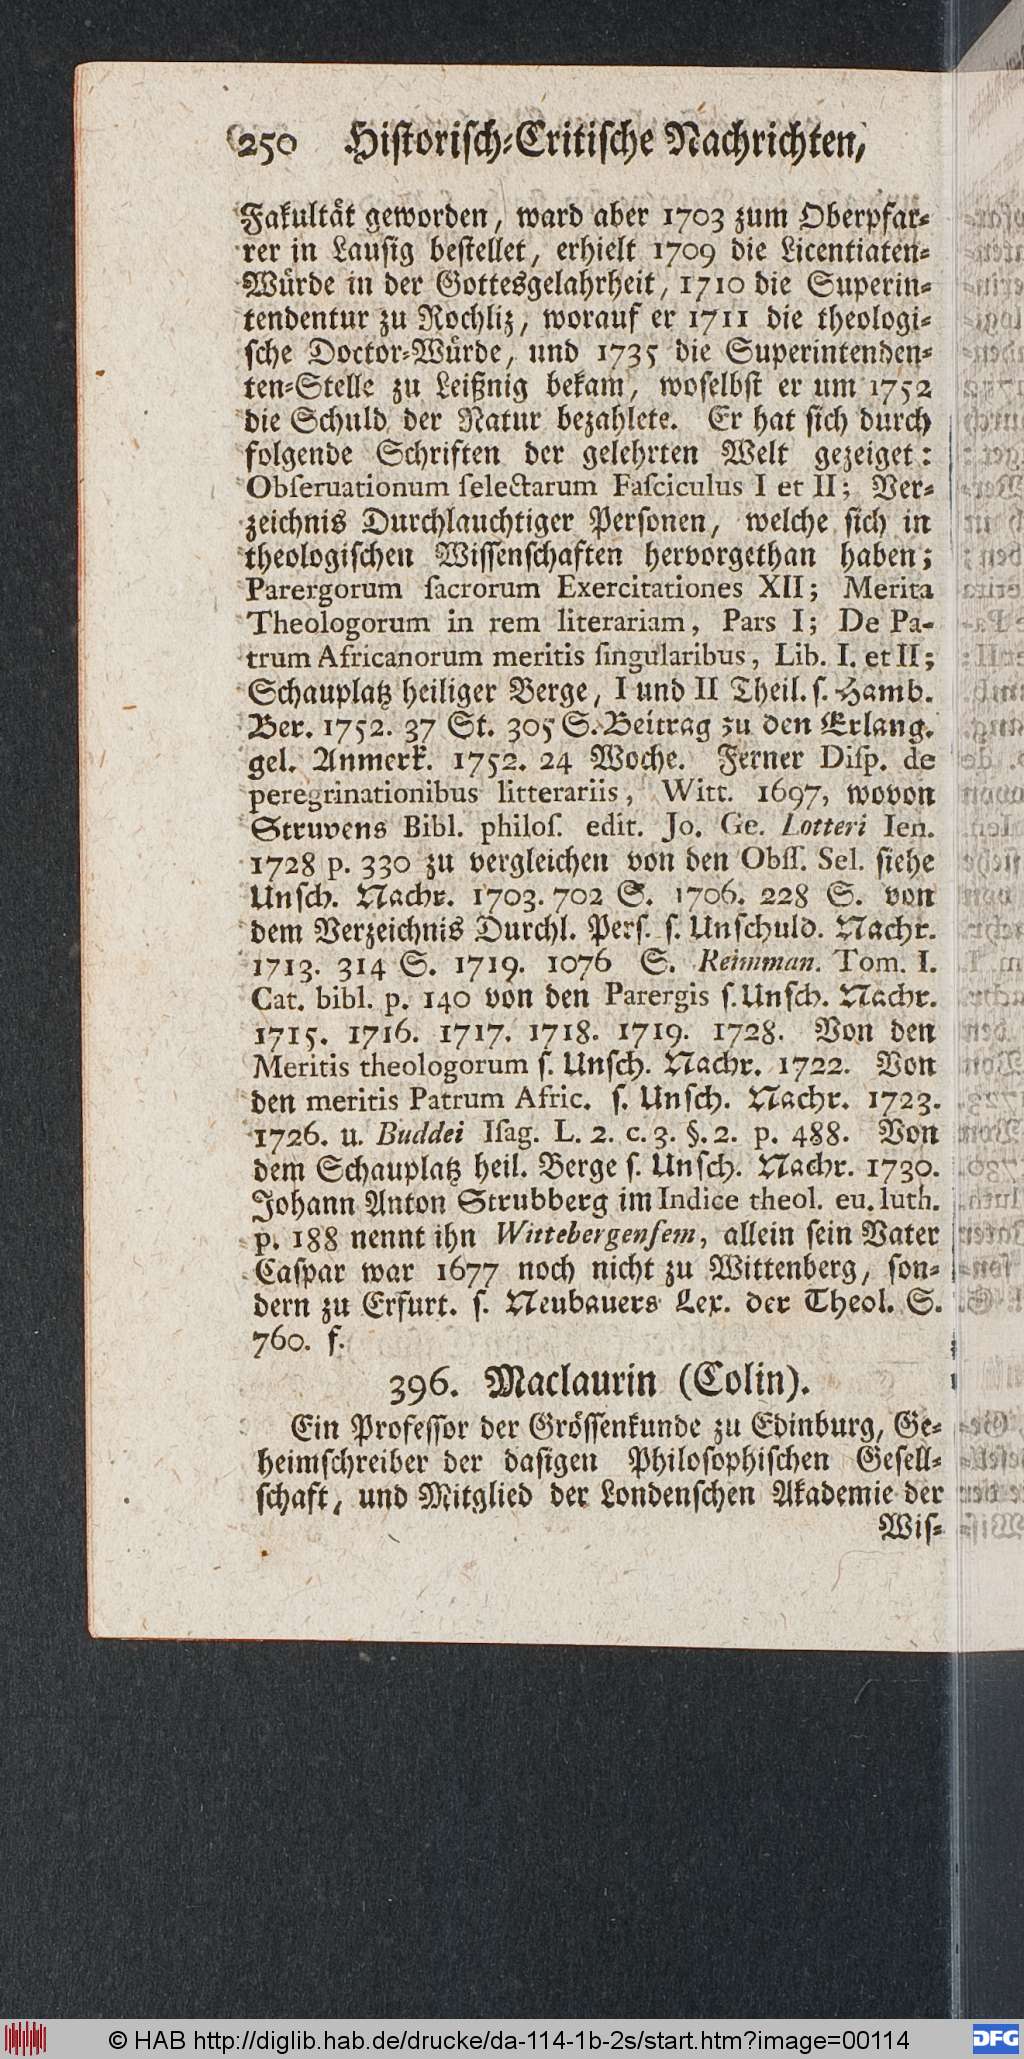 250 Historisch-Critische Nachrichten,
Fakultät geworden, ward aber 1703 zum Oberpfar-
rer in Lausig bestellet, erhielt 1709 die Licentiaten-
Würde in der Gottesgelahrheit, 1710 die Superin-
tendentur zu Rochliz, worauf er 1711 die theologi-
sche Doctor-Würde, und 1735 die Superintenden-
ten-Stelle zu Leißnig bekam, woselbst er um 1752
die Schuld der Natur bezahlete. Er hat sich durch
folgende Schriften der gelehrten Welt gezeiget:
Obſeruationum ſelectarum Faſciculus I et II; Ver-
zeichnis Durchlauchtiger Personen, welche sich in
theologischen Wissenschaften hervorgethan haben;
Parergorum ſacrorum Exercitationes XII; Merita
Theologorum in rem literariam, Pars I; De Pa-
trum Africanorum meritis ſingularibus, Lib. I. et II;
Schauplatz heiliger Berge, I und II Theil. s. Hamb.
Ber. 1752. 37 St. 305 S. Beitrag zu den Erlang.
gel. Anmerk. 1752. 24 Woche. Ferner Diſp. de
peregrinationibus litterariis, Witt. 1697, wovon
Struvens Bibl. philoſ. edit. Jo. Ge. Lotteri Ien.
1728 p. 330 zu vergleichen von den Obſſ. Sel. siehe
Unsch. Nachr. 1703. 702 S. 1706. 228 S. von
dem Verzeichnis Durchl. Pers. s. Unschuld. Nachr.
1713. 314 S. 1719. 1076 S. Reimman. Tom. I.
Cat. bibl. p. 140 von den Parergis s. Unsch. Nachr.
1715. 1716. 1717. 1718. 1719. 1728. Von den
Meritis theologorum s. Unsch. Nachr. 1722. Von
den meritis Patrum Afric. s. Unsch. Nachr. 1723.
1726. u. Buddei Iſag. L. 2. c. 3. §. 2. p. 488. Von
dem Schauplatz heil. Berge s. Unsch. Nachr. 1730.
Johann Anton Strubberg im Indice theol. eu. luth.
p. 188 nennt ihn Wittebergenſem, allein sein Vater
Caspar war 1677 noch nicht zu Wittenberg, son-
dern zu Erfurt. s. Neubauers Lex. der Theol. S.
760. f.
396. Maclaurin (Colin).
Ein Professor der Grössenkunde zu Edinburg, Ge-
heimschreiber der dasigen Philosophischen Gesell-
schaft, und Mitglied der Londenschen Akademie der
Wis-
© HAB http://diglib.hab.de/drucke/da-114-1b-2s/start.htm?image=00114
DFG